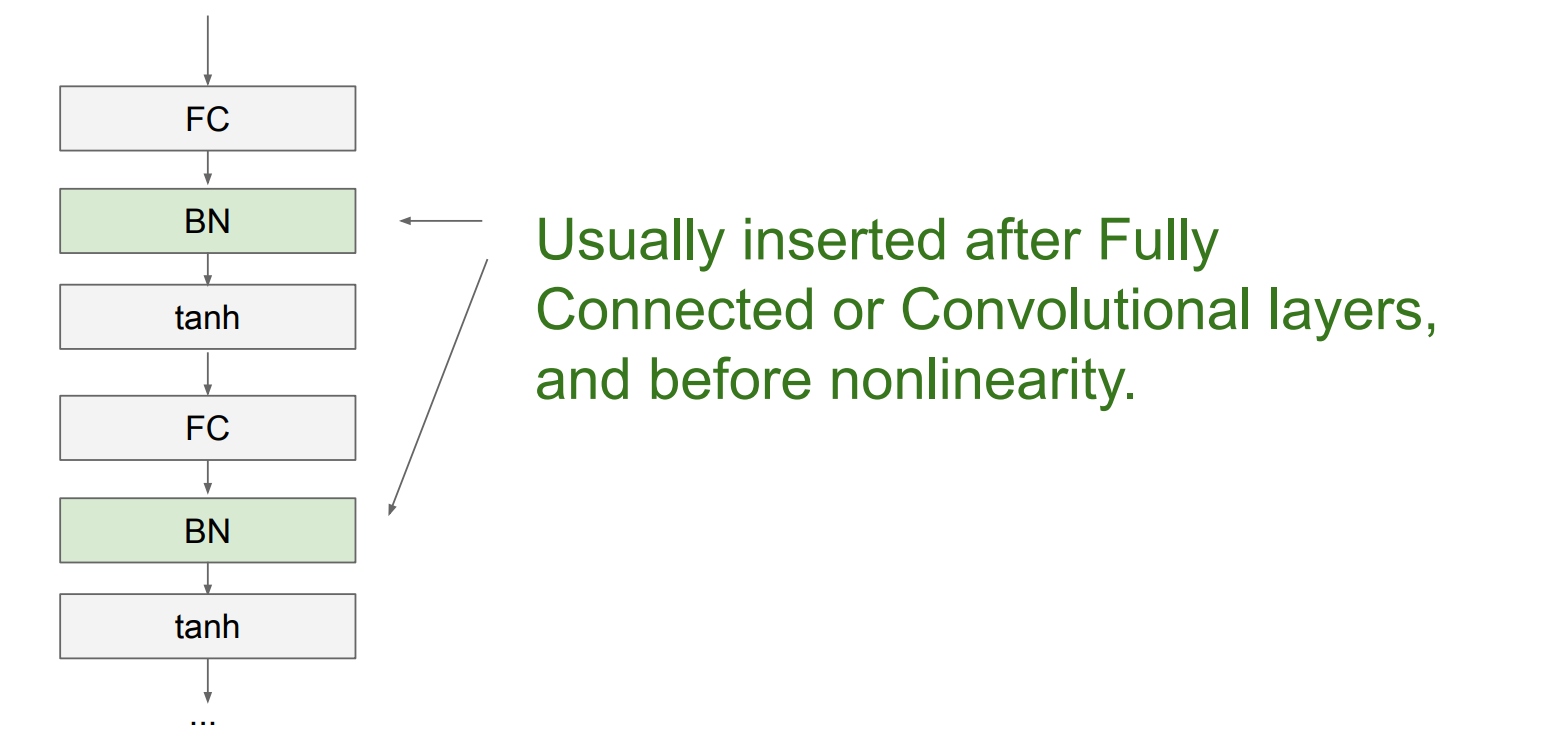 FC
BN
tanh
FC
BN
tanh
...
Usually inserted after Fully
Connected or Convolutional layers,
and before nonlinearity.